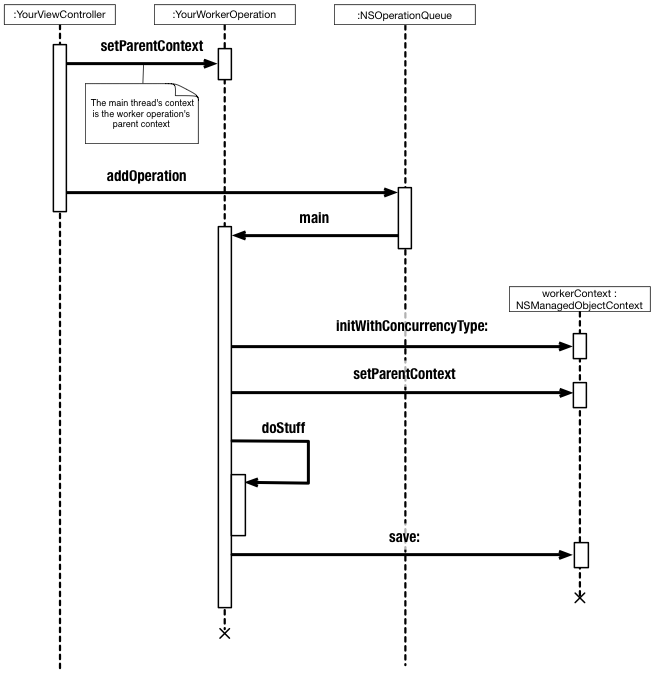 :YourViewController
:YourWorkerOperation
:NSOperationQueue
setParentContext
The main thread's context
is the worker operation's
parent context
addOperation
main
workerContext :
NSManagedObjectContext
initWithConcurrencyType:
setParentContext
doStuff
save: